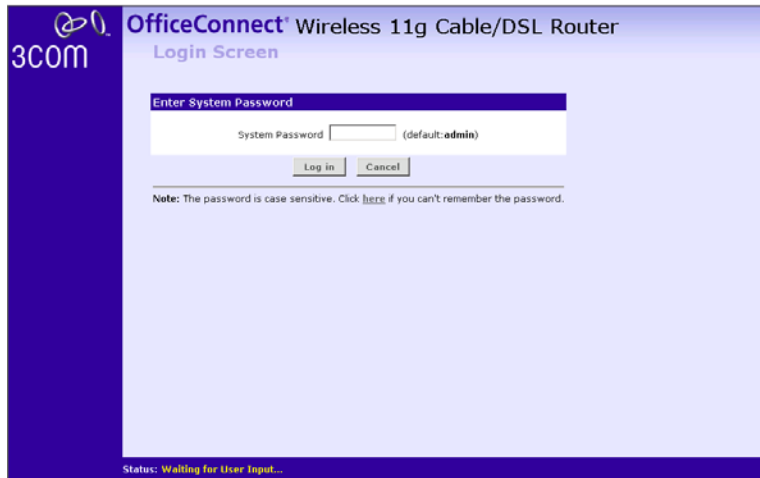 OfficeConnect® Wireless 11g Cable/DSL Router
3COM
Login Screen
Enter System Password
System Password (default:admin)
Log in Cancel
Note: The password is case sensitive. Click here if you can't remember the password.
Status: Waiting for User Input...